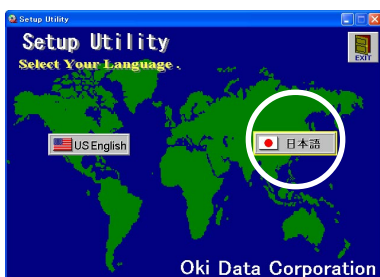 Setup Utility
Setup Utility
EXIT
Select Your Language .
US English
日本語
Oki Data Corporation